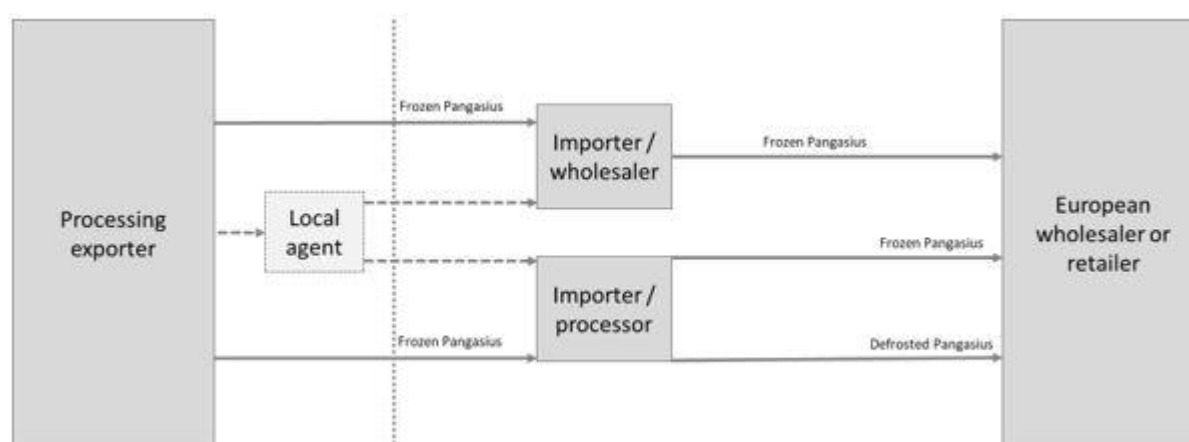 Processing
exporter
Local
agent
Frozen Pangasius
Frozen Pangasius
Importer /
wholesaler
Importer /
processor
Frozen Pangasius
Frozen Pangasius
Defrosted Pangasius
European
wholesaler or
retailer